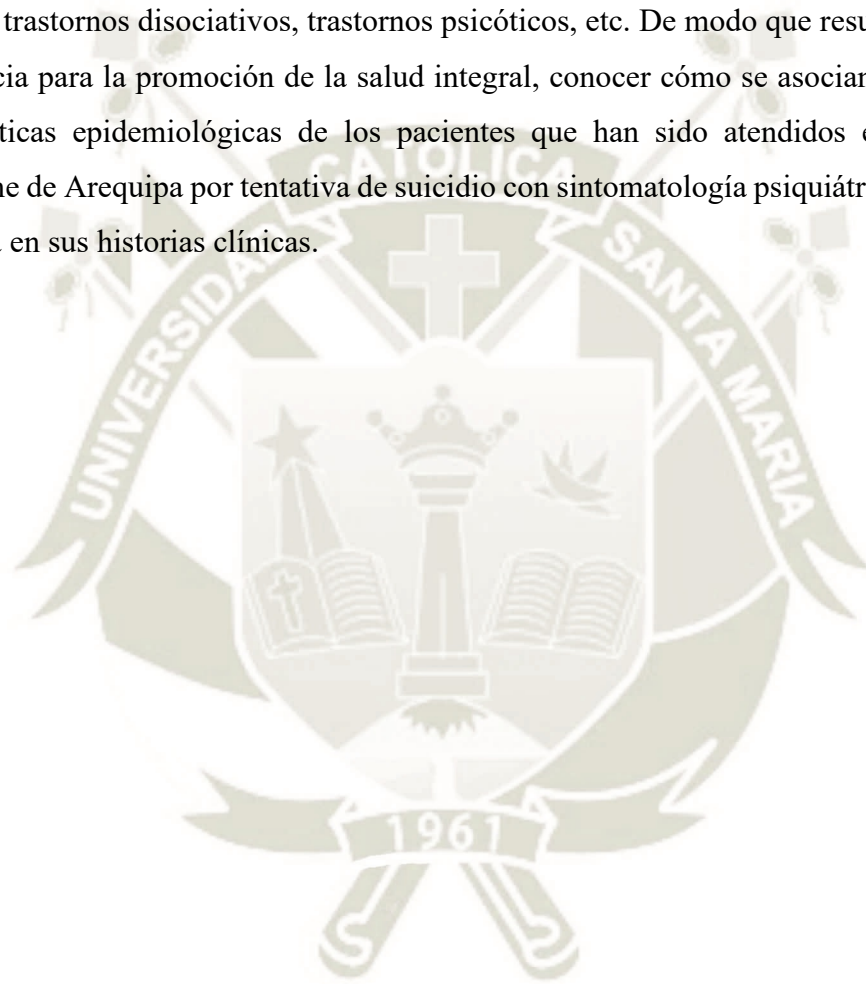 trastornos disociativos, trastornos psicóticos, etc. De modo que resu
cia para la promoción de la salud integral, conocer cómo se asocian
ticas epidemiológicas de los pacientes que han sido atendidos e
ne de Arequipa por tentativa de suicidio con sintomatología psiquiátr
en sus historias clínicas.
UNIVERSIDAD CATOLICA SANTA MARIA
1961